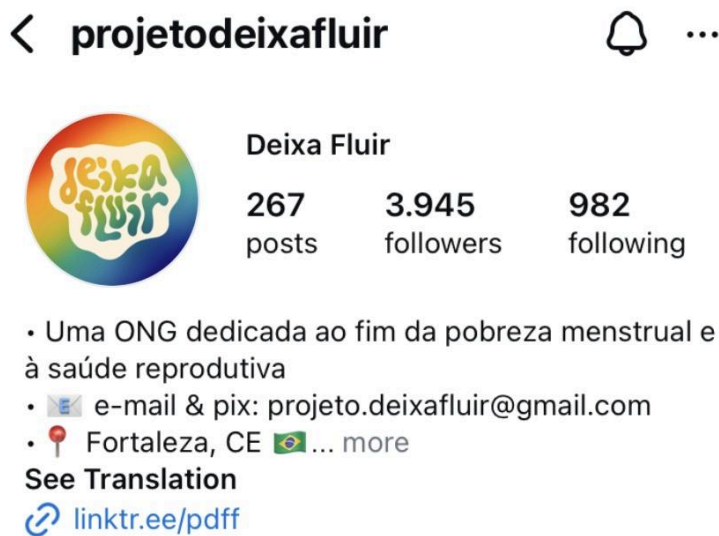 projetodeixafluir
deixa
fluir
Deixa Fluir
267
3.945
982
posts
followers
following
• Uma ONG dedicada ao fim da pobreza menstrual e
à saúde reprodutiva
• 📧 e-mail & pix: projeto.deixafluir@gmail.com
• 📍 Fortaleza, CE 🇧🇷... more
See Translation
linktr.ee/pdff